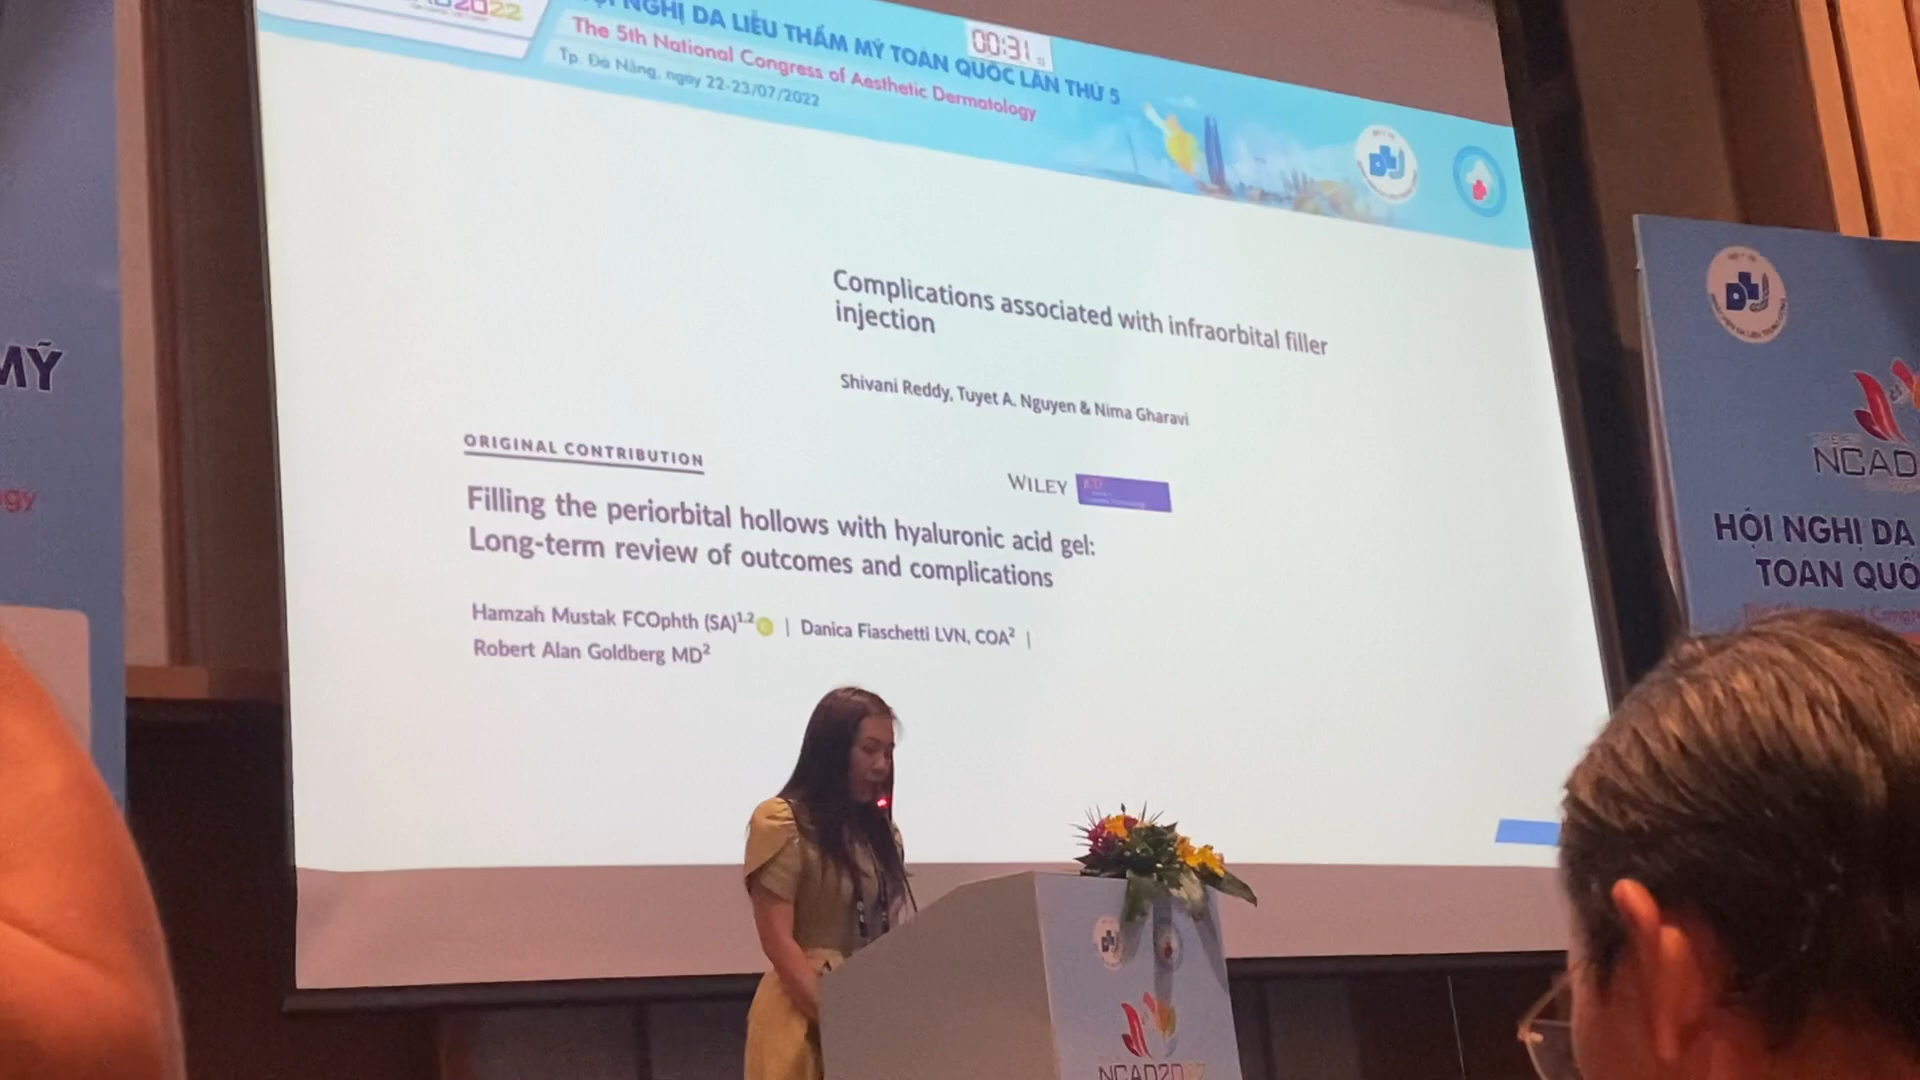 2022
HỘI NGHỊ DA LIỄU THẨM MỸ TOÀN QUỐC LẦN THỨ 5
The 5th National Congress of Aesthetic Dermatology
Tp. Đà Nẵng, ngày 22-23/07/2022
00:31
Complications associated with infraorbital filler
injection
Shivani Reddy, Tuyet A. Nguyen & Nima Gharavi
ORIGINAL CONTRIBUTION
WILEY
Filling the periorbital hollows with hyaluronic acid gel:
Long-term review of outcomes and complications
Hamzah Mustak FCOphth (SA)1,2 | Danica Fiaschetti LVN, COA2 |
Robert Alan Goldberg MD2
MỸ
gy
NCAD
HỘI NGHỊ DA
TOÀN QUỐ
NCAD20